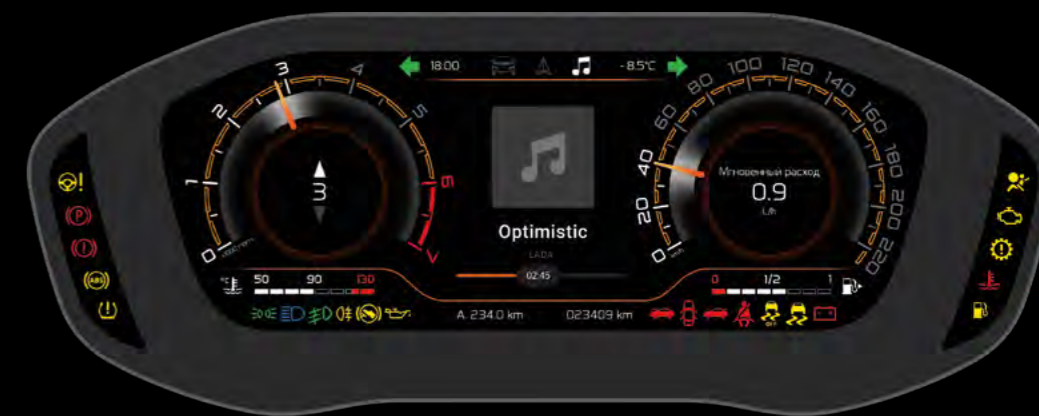 18:00 -8.5°C
0 1 2 3 4 5 6 V
3
Optimistic
LADA
02:45
0 20 40 60 80 100 120 140 160 180 200 220
Мгновенный расход
0.9
L/h
°C 50 90 130
0 1/2 1
A 234.0 km 023409 km
P
ABS
OFF